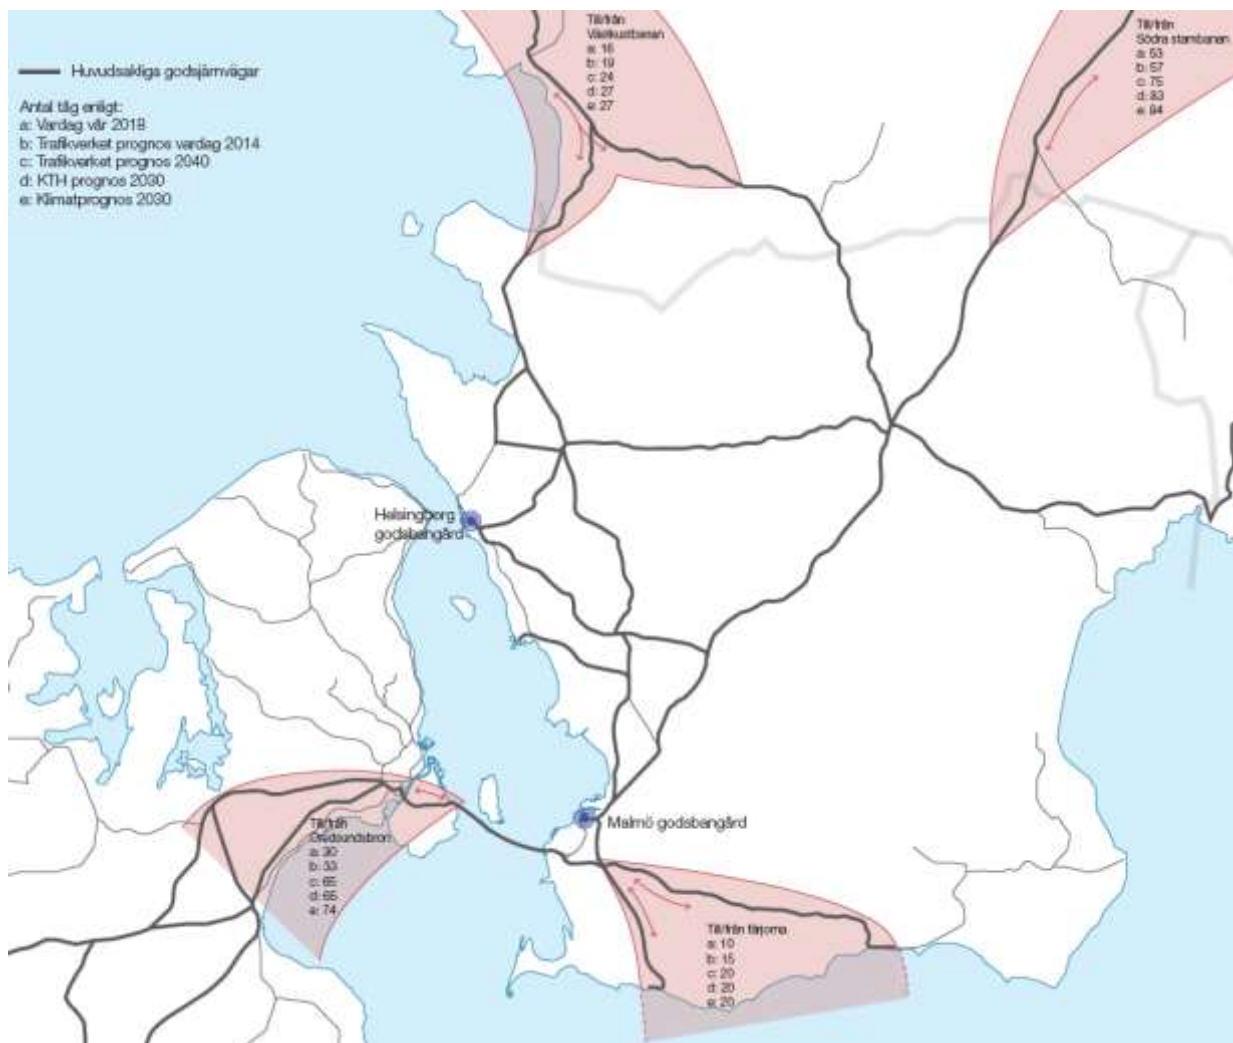 Till/från
Västkustbanan
a: 16
b: 19
c: 24
d: 27
e: 27
Till/från
Södra stambanan
a: 53
b: 57
c: 75
d: 83
e: 84
Huvudsakliga godsjärnvägar
Antal tåg enligt:
a: Vardag vår 2018
b: Trafikverket prognos vardag 2014
c: Trafikverket prognos 2040
d: KTH prognos 2030
e: Klimatprognos 2030
Helsingborg
godsbangård
Malmö godsbangård
Till/från
Öresundsbron
a: 30
b: 33
c: 65
d: 65
e: 74
Till/från färjorna
a: 10
b: 15
c: 20
d: 20
e: 20